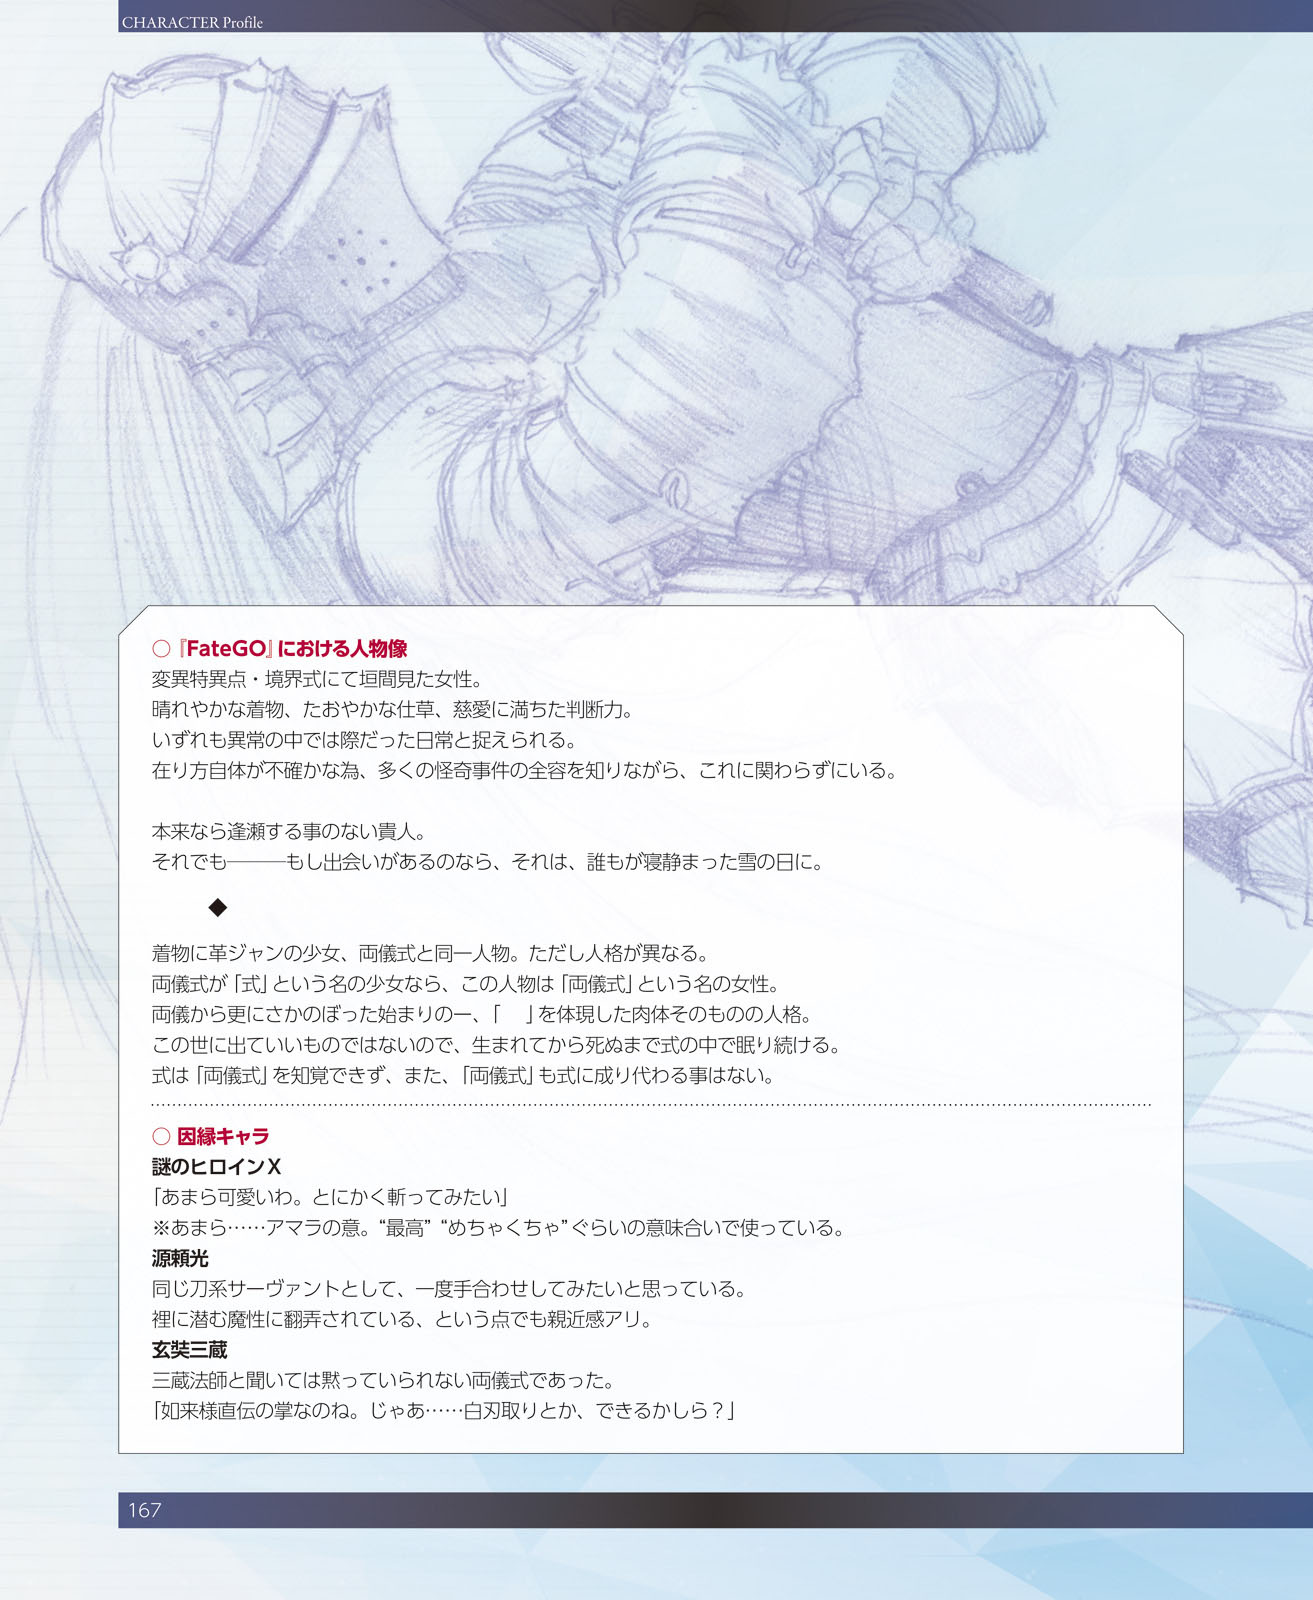 CHARACTER Profile
○『FateGO』における人物像
変異特異点・境界式にて垣間見た女性。
晴れやかな着物、たおやかな仕草、慈愛に満ちた判断力。
いずれも異常の中では際だった日常と捉えられる。
在り方自体が不確かな為、多くの怪奇事件の全容を知りながら、これに関わらずにいる。
本来なら逢瀬する事のない貴人。
それでも───もし出会いがあるのなら、それは、誰もが寝静まった雪の日に。
◆
着物に革ジャンの少女、両儀式と同一人物。ただし人格が異なる。
両儀式が「式」という名の少女なら、この人物は「両儀式」という名の女性。
両儀から更にさかのぼった始まりの一、「　」を体現した肉体そのものの人格。
この世に出ていいものではないので、生まれてから死ぬまで式の中で眠り続ける。
式は「両儀式」を知覚できず、また、「両儀式」も式に成り代わる事はない。
○ 因縁キャラ
謎のヒロインX
「あまら可愛いわ。とにかく斬ってみたい」
※あまら……アマラの意。“最高” “めちゃくちゃ”ぐらいの意味合いで使っている。
源頼光
同じ刀系サーヴァントとして、一度手合わせしてみたいと思っている。
裡に潜む魔性に翻弄されている、という点でも親近感アリ。
玄奘三蔵
三蔵法師と聞いては黙っていられない両儀式であった。
「如来様直伝の掌なのね。じゃあ……白刃取りとか、できるかしら？」
167